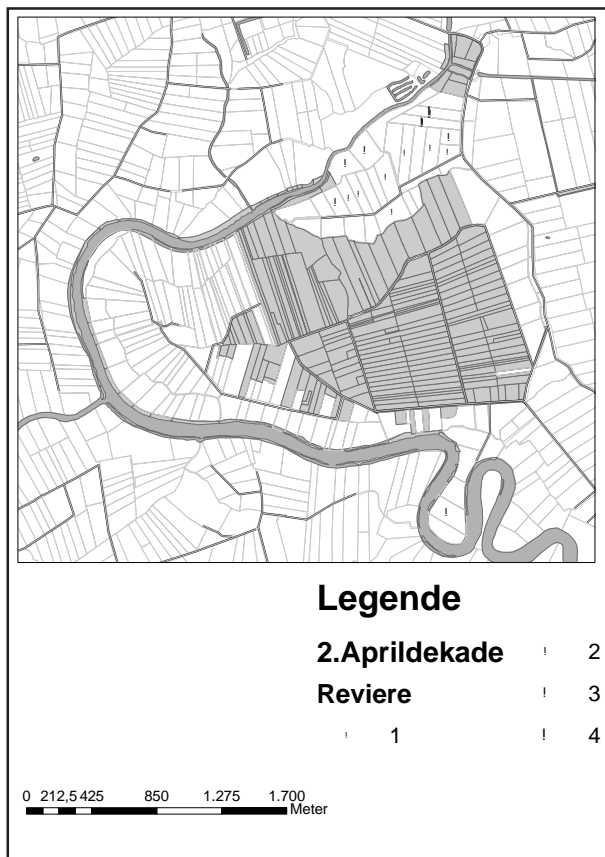 Legende
2.Aprildekade ! 2
Reviere ! 3
! 1 ! 4
0 212,5 425 850 1.275 1.700
Meter